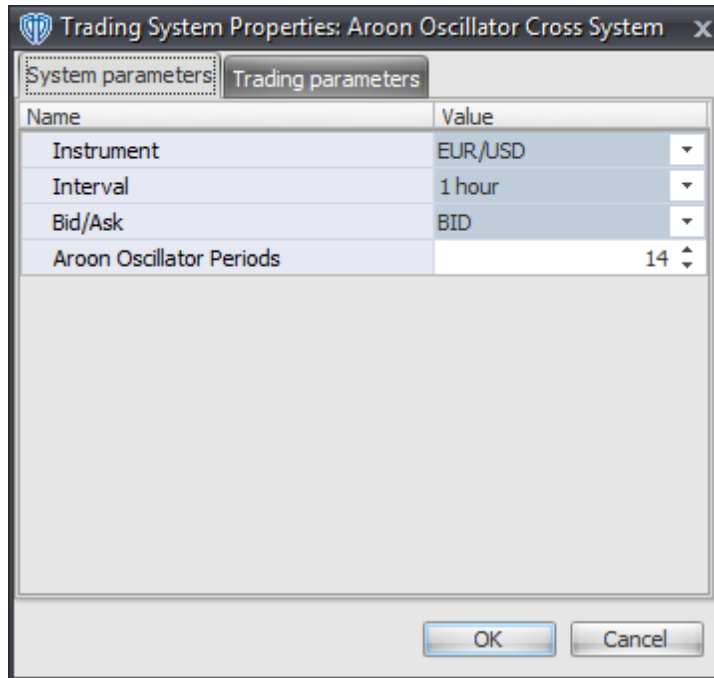 Trading System Properties: Aroon Oscillator Cross System x
System parameters Trading parameters
Name Value
Instrument EUR/USD
Interval 1 hour
Bid/Ask BID
Aroon Oscillator Periods 14
OK Cancel